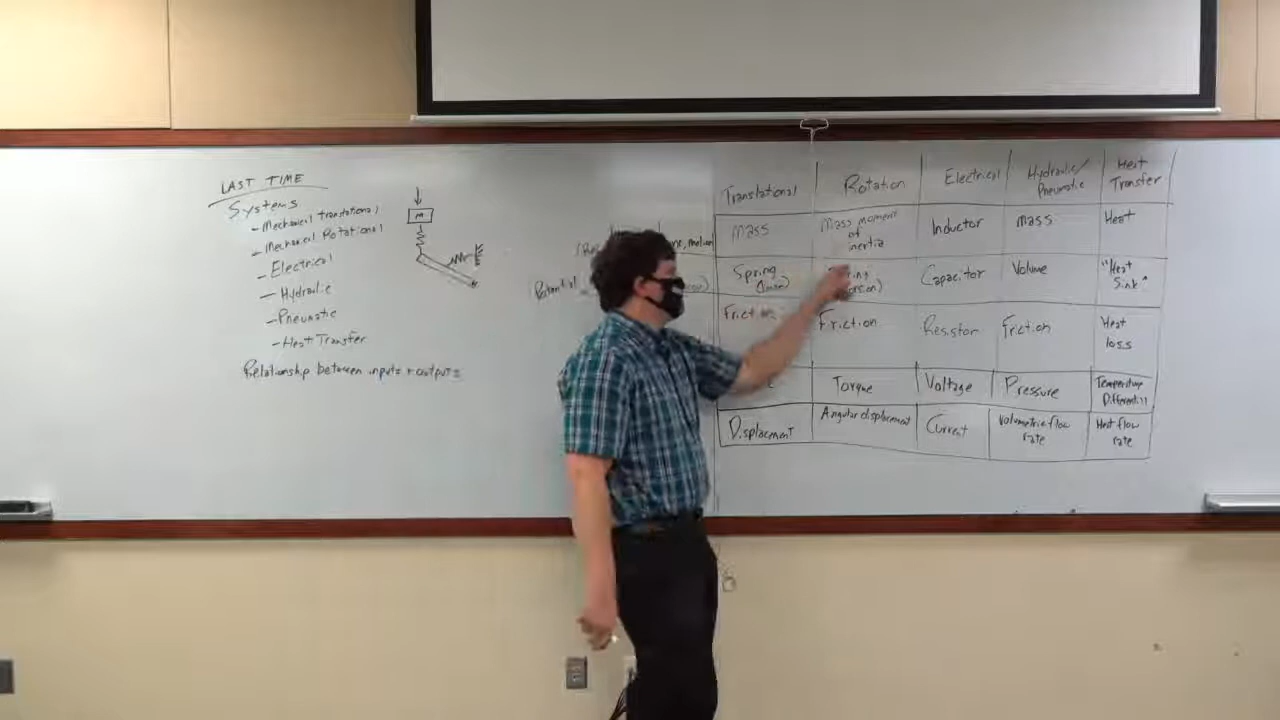 LAST TIME
Systems
- Mechanical Translational
- Mechanical Rotational
- Electrical
- Hydraulic
- Pneumatic
- Heat Transfer
Relationship between inputs + outputs
M
motion
Potential
Translational
Rotation
Electrical
Hydraulic/
Pneumatic
Heat
Transfer
Mass
Mass moment
of
inertia
Inductor
Mass
Heat
Spring
(linear)
Capacitor
Volume
"Heat
Sink"
Friction
Friction
Resistor
Friction
Heat
loss
Torque
Voltage
Pressure
Temperature
Differential
Displacement
Angular displacement
Current
Volumetric flow
rate
Heat flow
rate